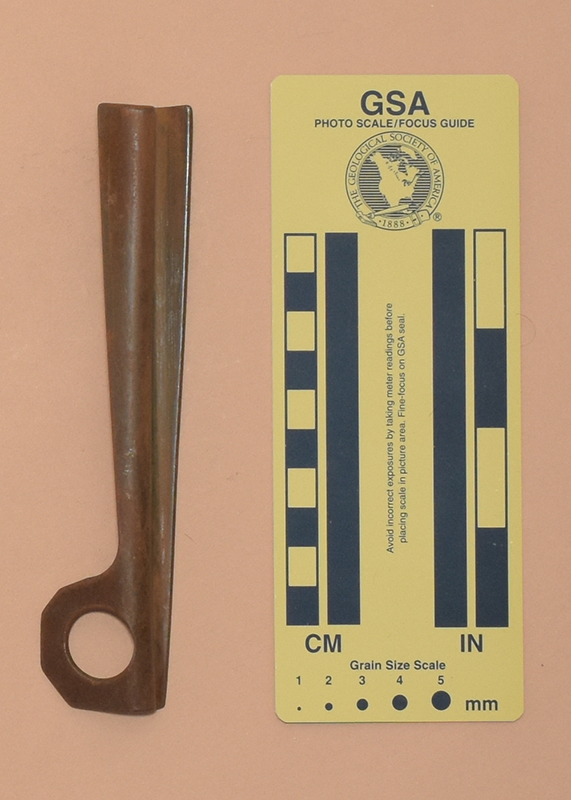 GSA
PHOTO SCALE/FOCUS GUIDE
THE GEOLOGICAL SOCIETY OF AMERICA
·1888·
®
Avoid incorrect exposures by taking meter readings before
placing scale in picture area. Fine-focus on GSA seal.
CM
IN
Grain Size Scale
1 2 3 4 5
mm